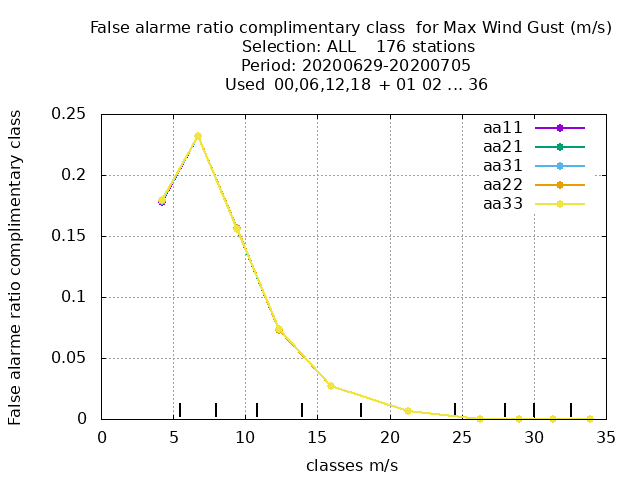 False alarme ratio complimentary class  for Max Wind Gust (m/s)
Selection: ALL    176 stations
Period: 20200629-20200705
Used  00,06,12,18  + 01 02 ... 36
False alarme ratio complimentary class
0.25
0.2
0.15
0.1
0.05
0
aa11
aa21
aa31
aa22
aa33
0 5 10 15 20 25 30 35
classes m/s